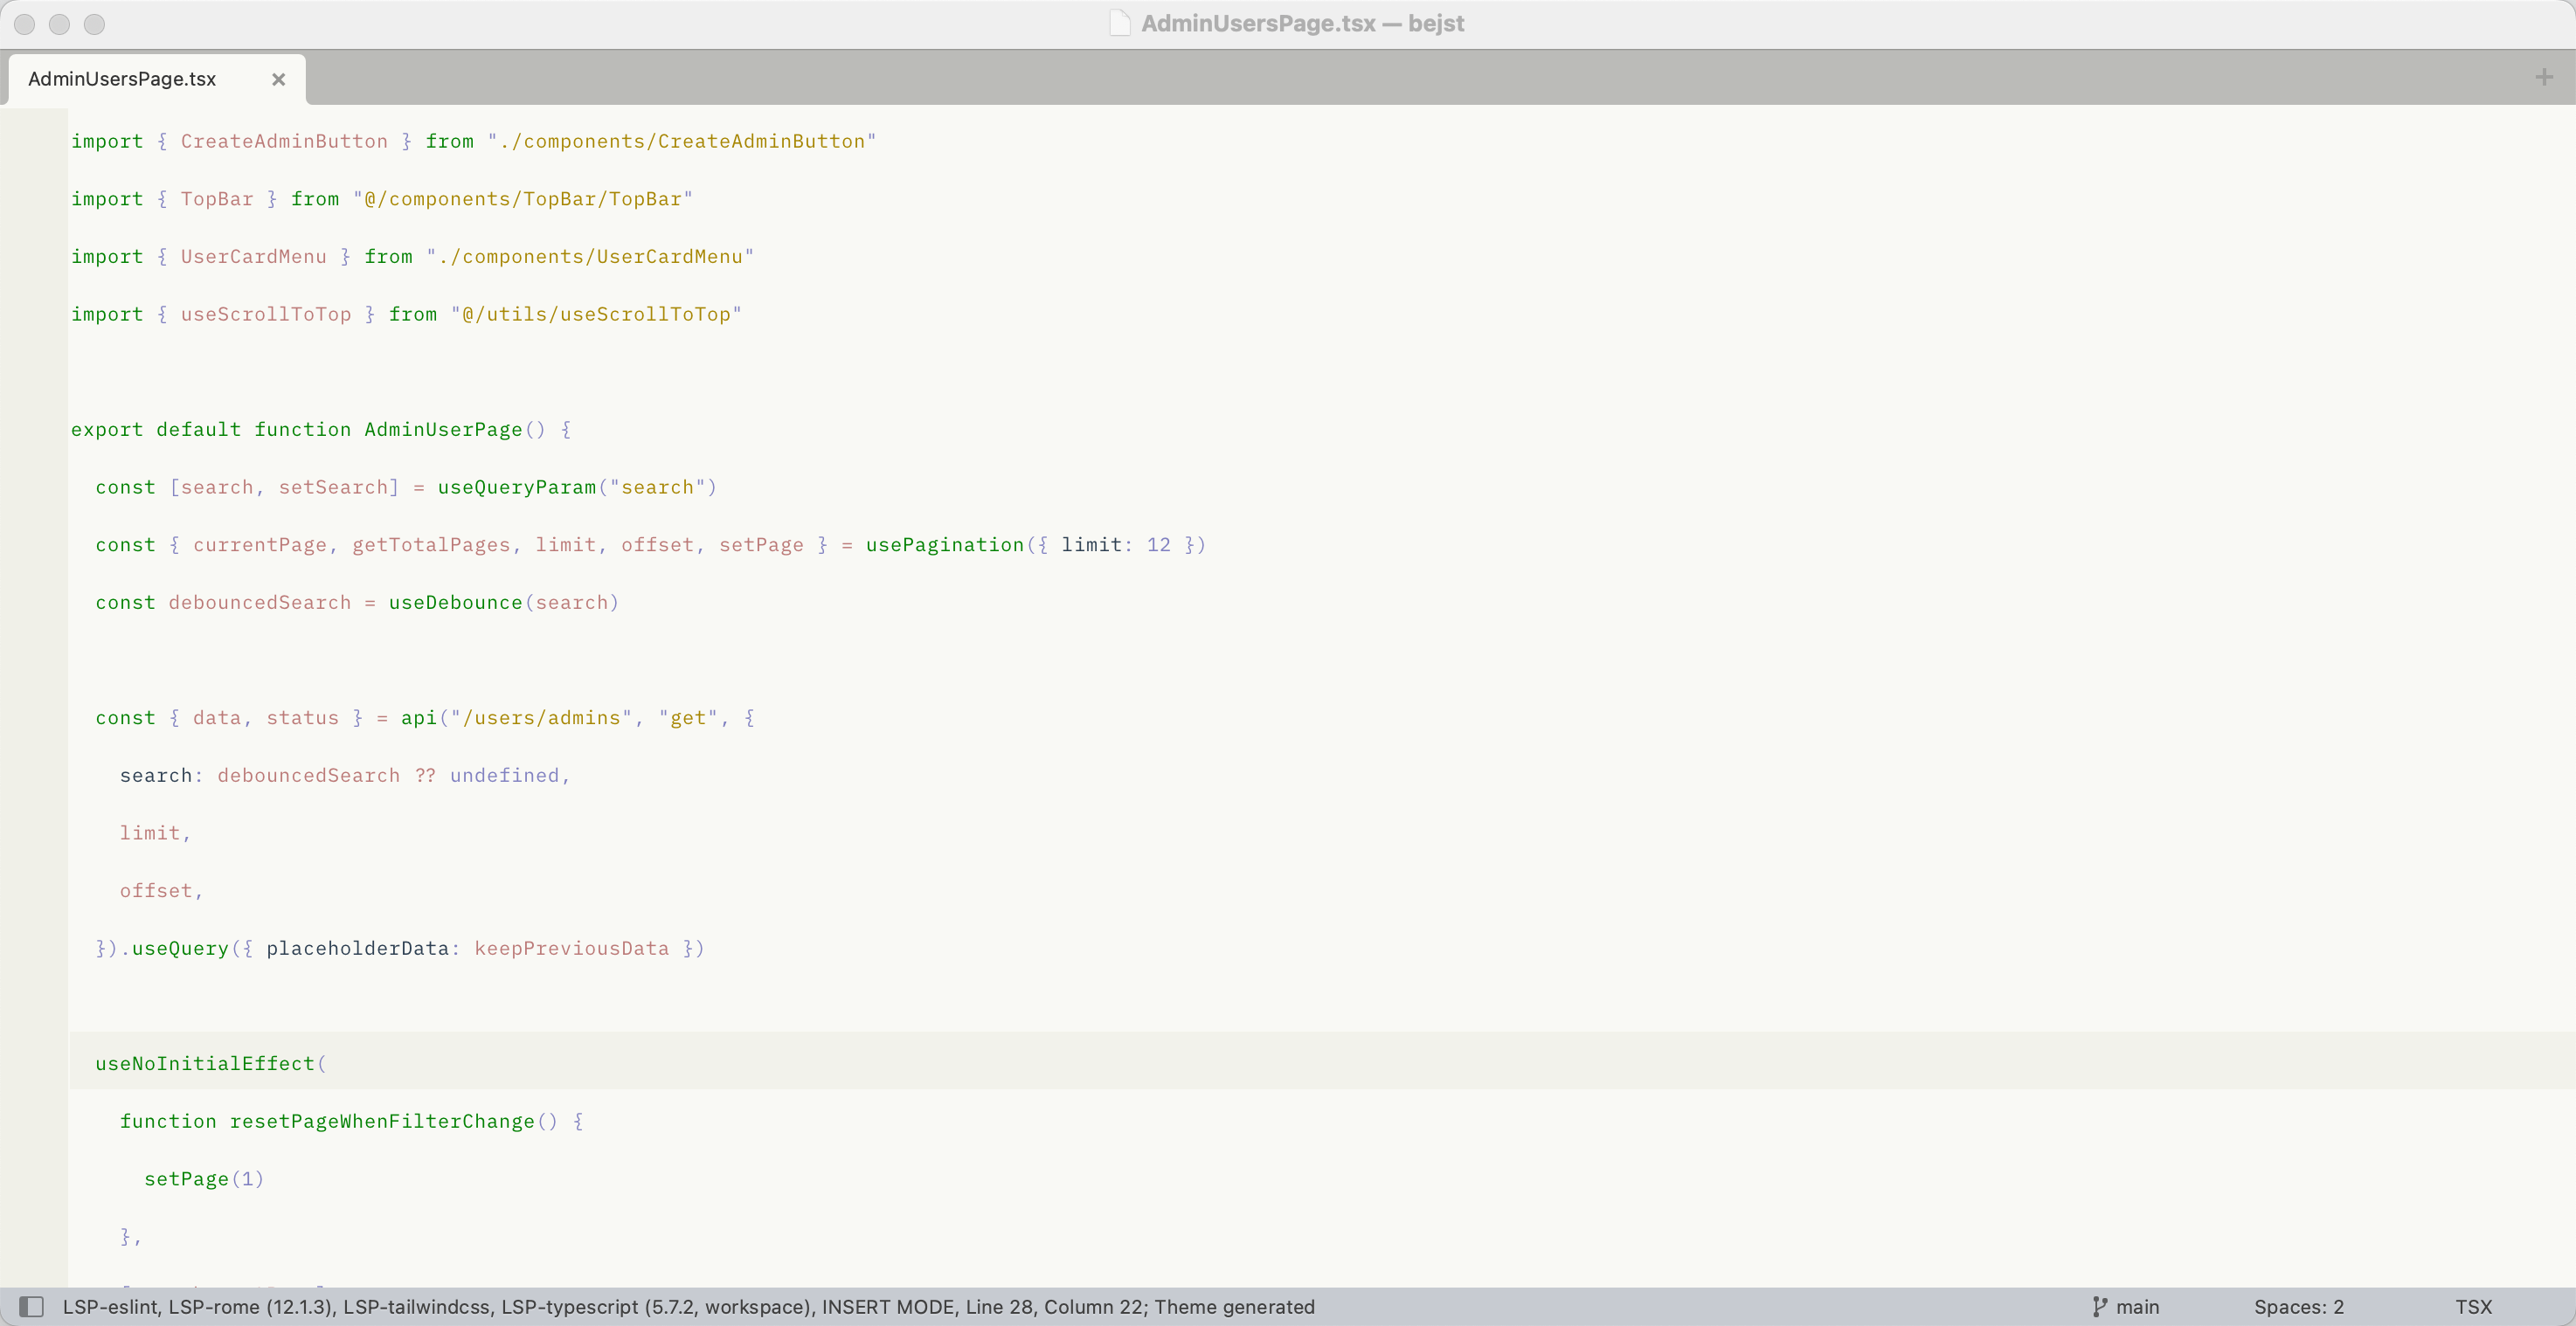 AdminUsersPage.tsx — bejst
AdminUsersPage.tsx
import { CreateAdminButton } from "./components/CreateAdminButton"
import { TopBar } from "@/components/TopBar/TopBar"
import { UserCardMenu } from "./components/UserCardMenu"
import { useScrollToTop } from "@/utils/useScrollToTop"
export default function AdminUserPage() {
const [search, setSearch] = useQueryParam("search")
const { currentPage, getTotalPages, limit, offset, setPage } = usePagination({ limit: 12 })
const debouncedSearch = useDebounce(search)
const { data, status } = api("/users/admins", "get", {
search: debouncedSearch ?? undefined,
limit,
offset,
}).useQuery({ placeholderData: keepPreviousData })
useNoInitialEffect(
function resetPageWhenFilterChange() {
setPage(1)
},
LSP-eslint, LSP-rome (12.1.3), LSP-tailwindcss, LSP-typescript (5.7.2, workspace), INSERT MODE, Line 28, Column 22; Theme generated
main
Spaces: 2
TSX